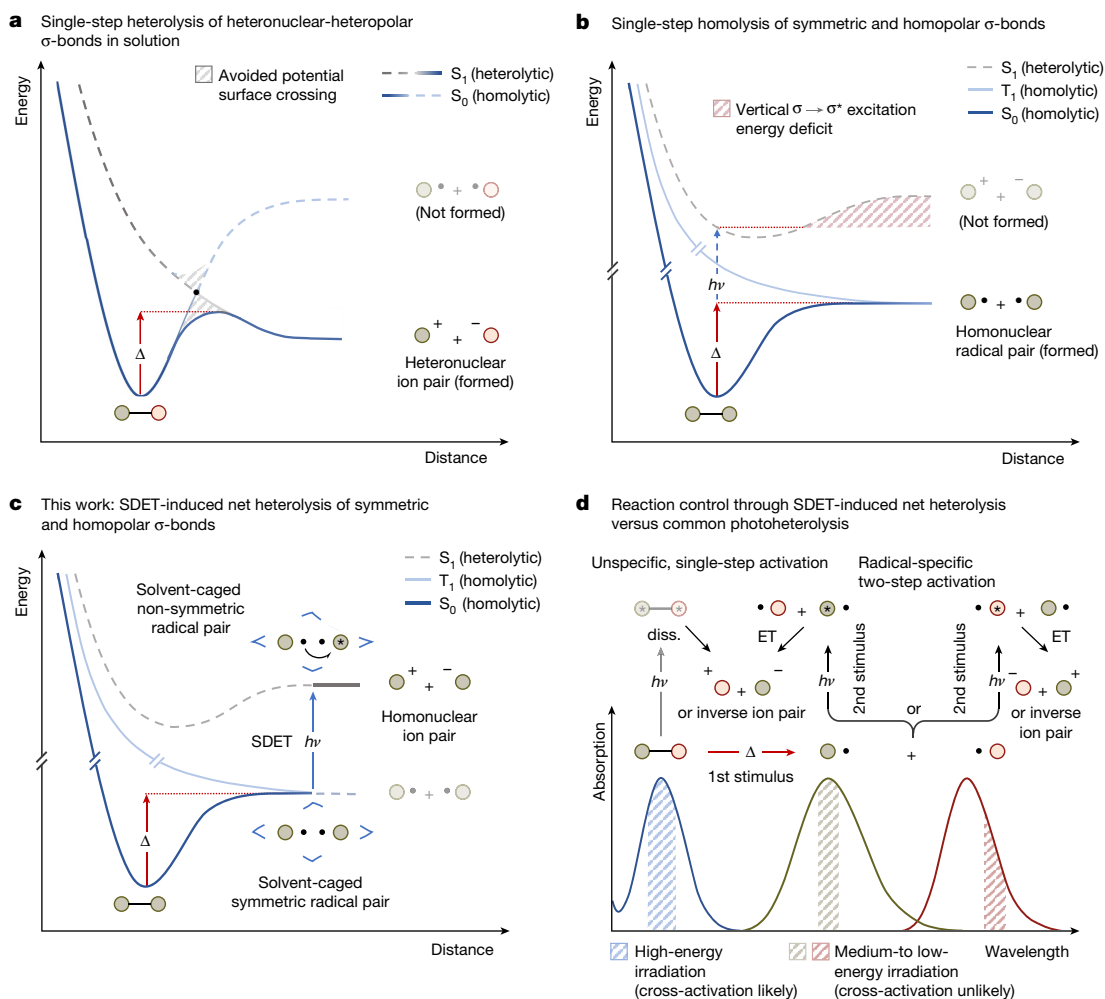 a Single-step heterolysis of heteronuclear-heteropolar
σ-bonds in solution
Energy
Avoided potential
surface crossing
S1 (heterolytic)
S0 (homolytic)
• + •
(Not formed)
+ + −
Δ
Heteronuclear
ion pair (formed)
Distance
b Single-step homolysis of symmetric and homopolar σ-bonds
Energy
S1 (heterolytic)
T1 (homolytic)
S0 (homolytic)
Vertical σ → σ* excitation
energy deficit
+ + −
(Not formed)
hν
• + •
Δ
Homonuclear
radical pair (formed)
Distance
c This work: SDET-induced net heterolysis of symmetric
and homopolar σ-bonds
Energy
S1 (heterolytic)
T1 (homolytic)
S0 (homolytic)
Solvent-caged
non-symmetric
radical pair
• • *
+ + −
Homonuclear
ion pair
SDET hν
• + •
Δ
• •
Solvent-caged
symmetric radical pair
Distance
d Reaction control through SDET-induced net heterolysis
versus common photoheterolysis
Unspecific, single-step activation
Radical-specific
two-step activation
* * • + * • • * + •
diss.
ET
ET
hν
hν
2nd stimulus
2nd stimulus
hν
+ + −
− + +
or inverse ion pair
or
or inverse
ion pair
Δ
• + •
1st stimulus
Absorption
High-energy
irradiation
(cross-activation likely)
Medium-to low-
energy irradiation
(cross-activation unlikely)
Wavelength